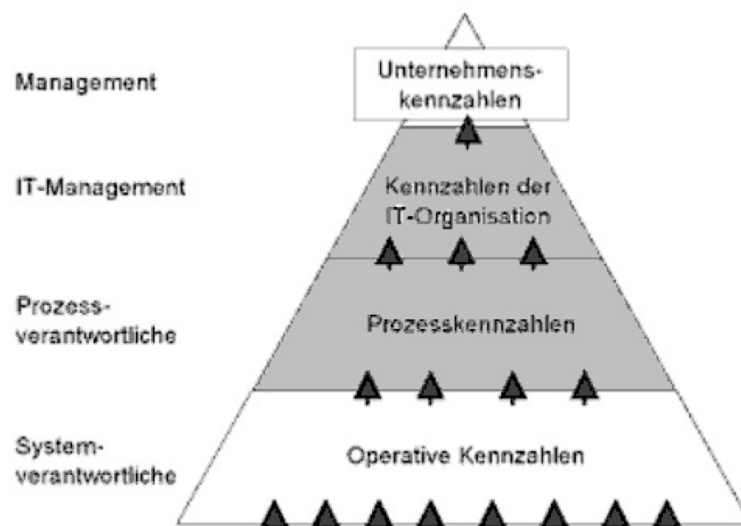 Management
Unternehmens-
kennzahlen
IT-Management
Kennzahlen der
IT-Organisation
Prozess-
verantwortliche
Prozesskennzahlen
System-
verantwortliche
Operative Kennzahlen